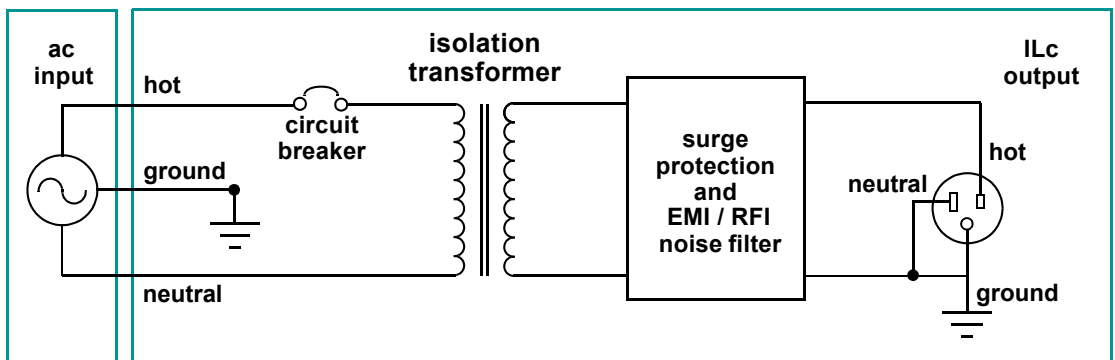 ac
input
hot
ground
neutral
circuit
breaker
isolation
transformer
surge
protection
and
EMI / RFI
noise filter
ILc
output
hot
neutral
ground